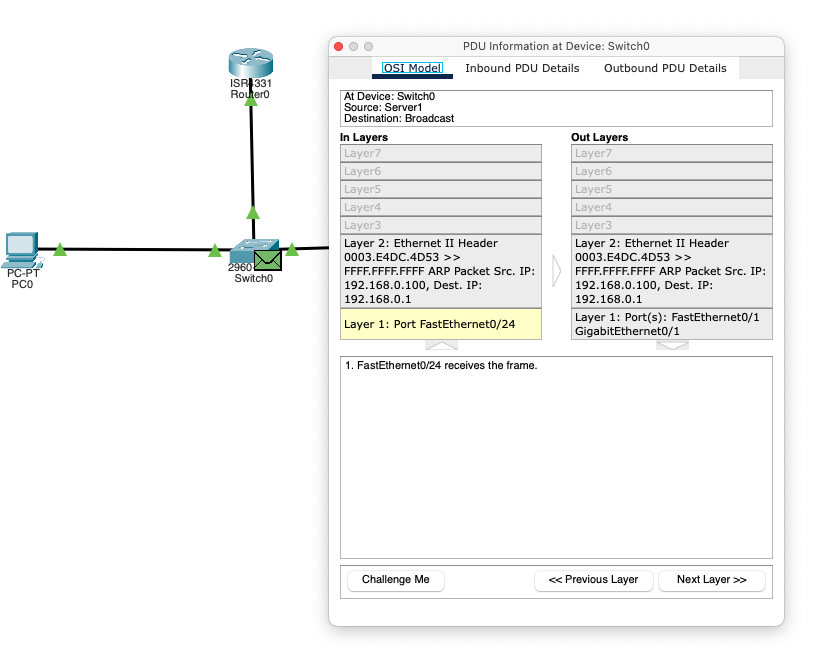 PDU Information at Device: Switch0
OSI Model
Inbound PDU Details
Outbound PDU Details
At Device: Switch0
Source: Server1
Destination: Broadcast
In Layers
Layer7
Layer6
Layer5
Layer4
Layer3
Layer 2: Ethernet II Header
0003.E4DC.4D53 >>
FFFF.FFFF.FFFF ARP Packet Src. IP:
192.168.0.100, Dest. IP:
192.168.0.1
Layer 1: Port FastEthernet0/24
Out Layers
Layer7
Layer6
Layer5
Layer4
Layer3
Layer 2: Ethernet II Header
0003.E4DC.4D53 >>
FFFF.FFFF.FFFF ARP Packet Src. IP:
192.168.0.100, Dest. IP:
192.168.0.1
Layer 1: Port(s): FastEthernet0/1
GigabitEthernet0/1
1. FastEthernet0/24 receives the frame.
Challenge Me
<< Previous Layer
Next Layer >>
ISR4331
Router0
PC-PT
PC0
2960
Switch0